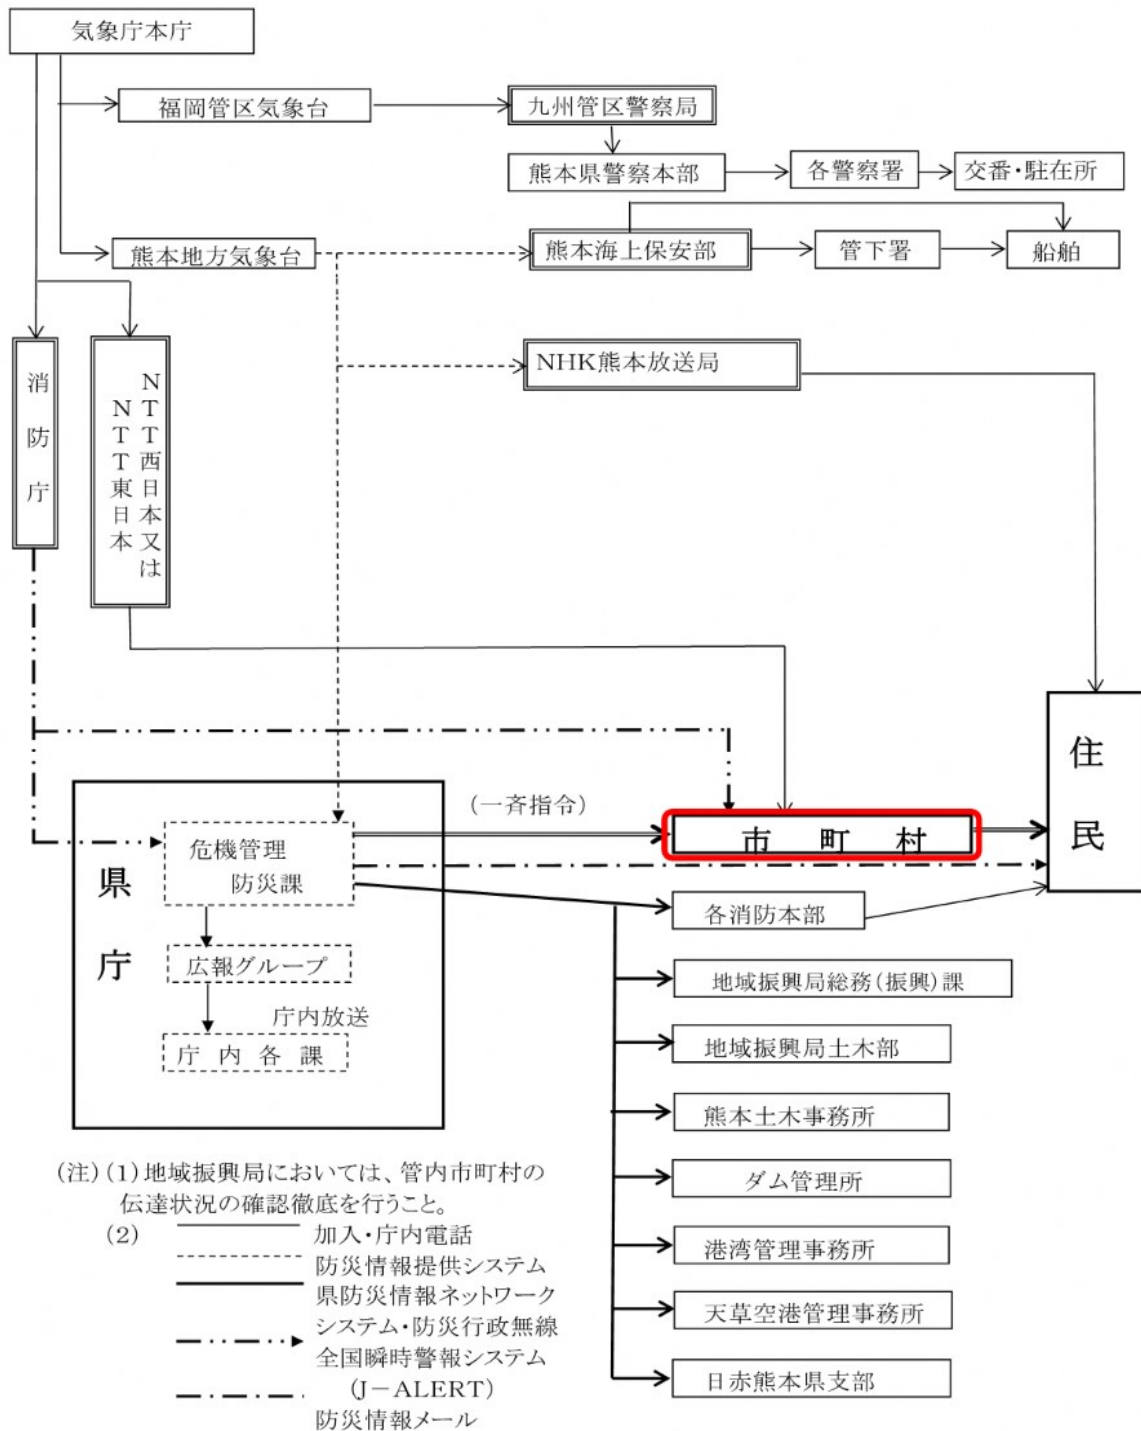 気象庁本庁
福岡管区気象台
九州管区警察局
熊本県警察本部
各警察署
交番・駐在所
熊本地方気象台
熊本海上保安部
管下署
船舶
消防庁
NTT西日本又は
NTT東日本
NHK熊本放送局
住民
(一斉指令)
市町村
県庁
危機管理
防災課
各消防本部
広報グループ
地域振興局総務(振興)課
庁内放送
庁内各課
地域振興局土木部
熊本土木事務所
ダム管理所
港湾管理事務所
天草空港管理事務所
日赤熊本県支部
(注)(1)地域振興局においては、管内市町村の
伝達状況の確認徹底を行うこと。
(2)
加入・庁内電話
防災情報提供システム
県防災情報ネットワーク
システム・防災行政無線
全国瞬時警報システム
(J-ALERT)
防災情報メール